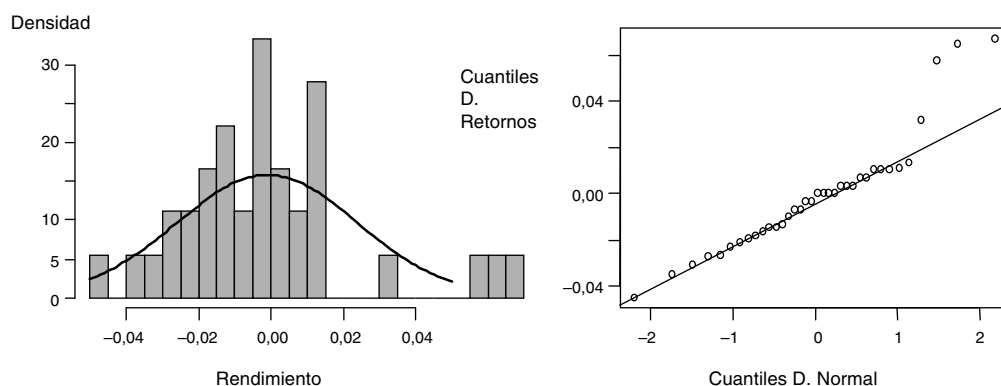 Densidad
30
20
10
5
0
−0,04 −0,02 0,00 0,02 0,04
Rendimiento
Cuantiles
D.
Retornos
0,04
0,00
−0,04
−2 −1 0 1 2
Cuantiles D. Normal